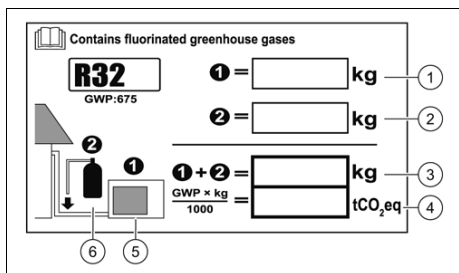 Contains fluorinated greenhouse gases
R32
GWP:675
❶= kg ①
❷= kg ②
❷
❶
❶+❷= kg ③
GWP × kg
1000
= tCO₂eq ④
⑥ ⑤